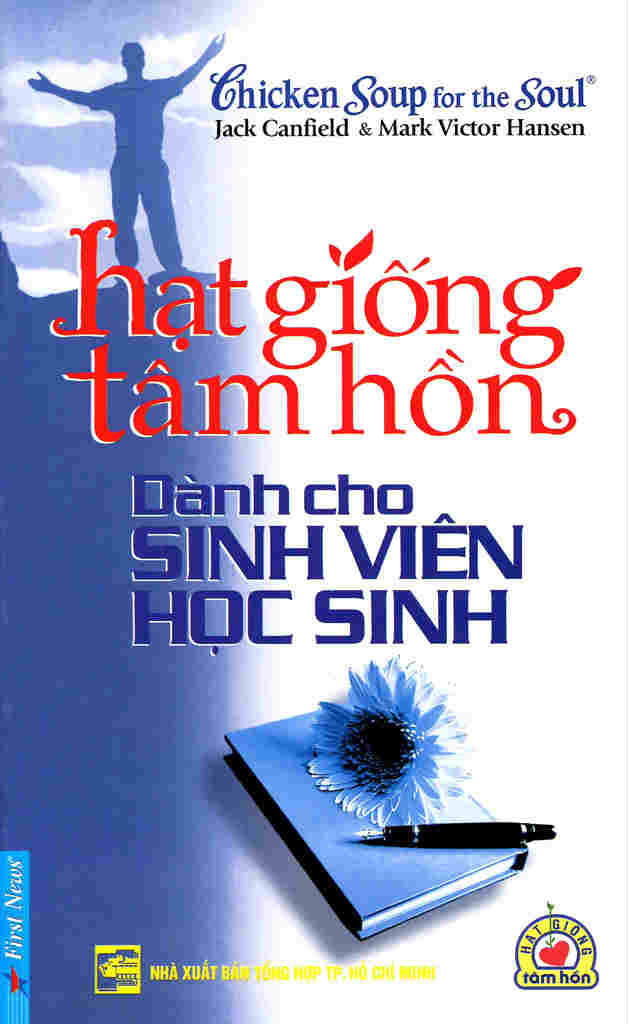 Chicken Soup for the Soul®
Jack Canfield & Mark Victor Hansen
hạt giống
tâm hồn
Dành cho
SINH VIÊN
HỌC SINH
First News®
NHÀ XUẤT BẢN TỔNG HỢP TP. HỒ CHÍ MINH
HẠT GIỐNG
tâm hồn